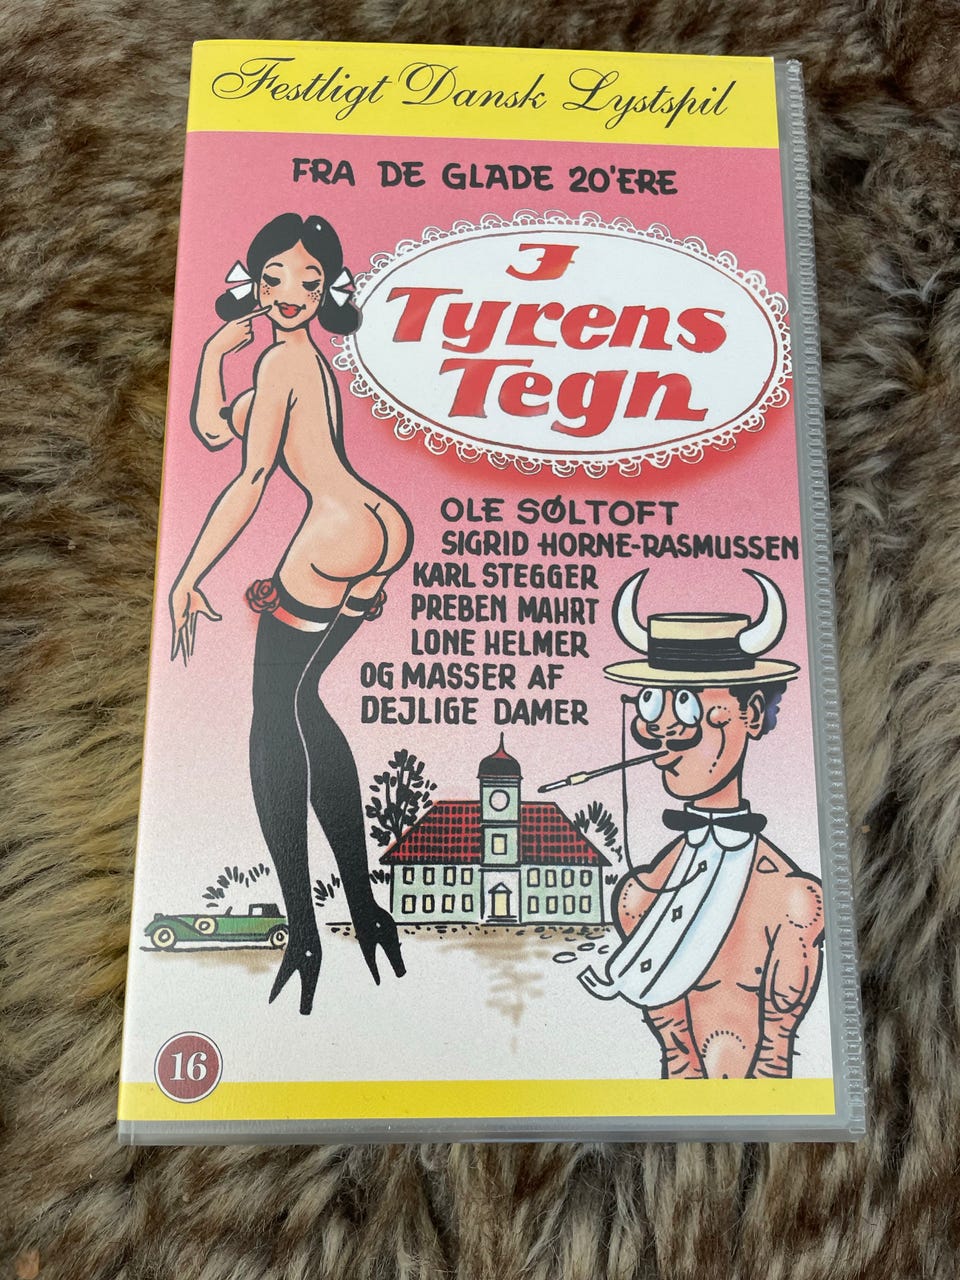 Festligt Dansk Lystspil
FRA DE GLADE 20'ERE
I
Tyrens
Tegn
OLE SØLTOFT
SIGRID HORNE-RASMUSSEN
KARL STEGGER
PREBEN MAHRT
LONE HELMER
OG MASSER AF
DEJLIGE DAMER
16